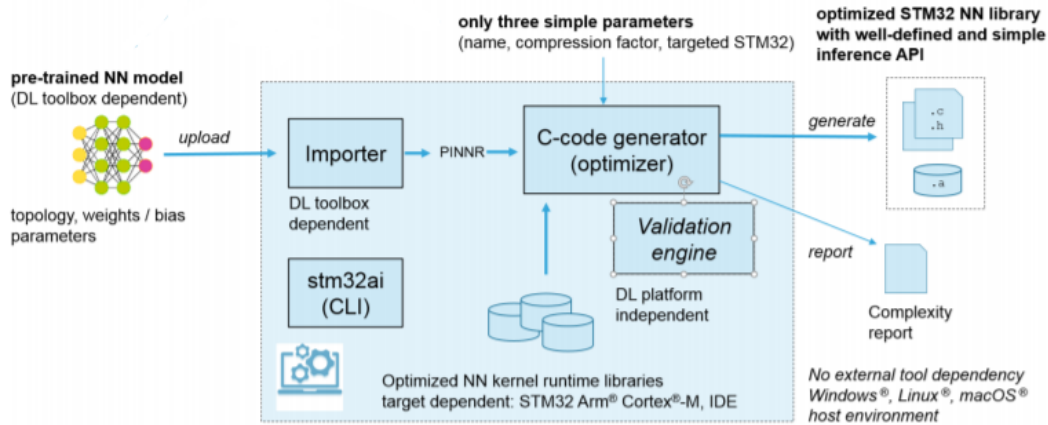 only three simple parameters
(name, compression factor, targeted STM32)
optimized STM32 NN library
with well-defined and simple
inference API
pre-trained NN model
(DL toolbox dependent)
upload
topology, weights / bias
parameters
Importer
DL toolbox
dependent
PINNR
C-code generator
(optimizer)
Validation
engine
DL platform
independent
stm32ai
(CLI)
Optimized NN kernel runtime libraries
target dependent: STM32 Arm® Cortex®-M, IDE
generate
.c
.h
.a
report
Complexity
report
No external tool dependency
Windows®, Linux®, macOS®
host environment